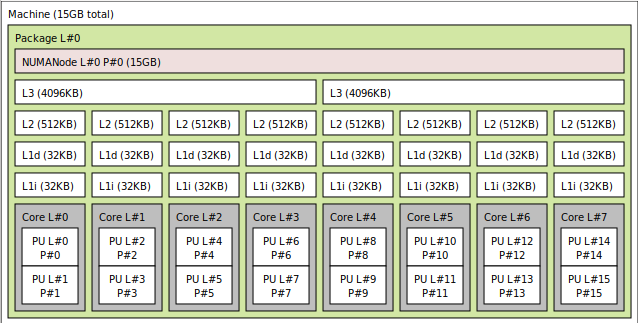 Machine (15GB total)
Package L#0
NUMANode L#0 P#0 (15GB)
L3 (4096KB) L3 (4096KB)
L2 (512KB) L2 (512KB) L2 (512KB) L2 (512KB) L2 (512KB) L2 (512KB) L2 (512KB) L2 (512KB)
L1d (32KB) L1d (32KB) L1d (32KB) L1d (32KB) L1d (32KB) L1d (32KB) L1d (32KB) L1d (32KB)
L1i (32KB) L1i (32KB) L1i (32KB) L1i (32KB) L1i (32KB) L1i (32KB) L1i (32KB) L1i (32KB)
Core L#0 Core L#1 Core L#2 Core L#3 Core L#4 Core L#5 Core L#6 Core L#7
PU L#0 PU L#2 PU L#4 PU L#6 PU L#8 PU L#10 PU L#12 PU L#14
P#0 P#2 P#4 P#6 P#8 P#10 P#12 P#14
PU L#1 PU L#3 PU L#5 PU L#7 PU L#9 PU L#11 PU L#13 PU L#15
P#1 P#3 P#5 P#7 P#9 P#11 P#13 P#15